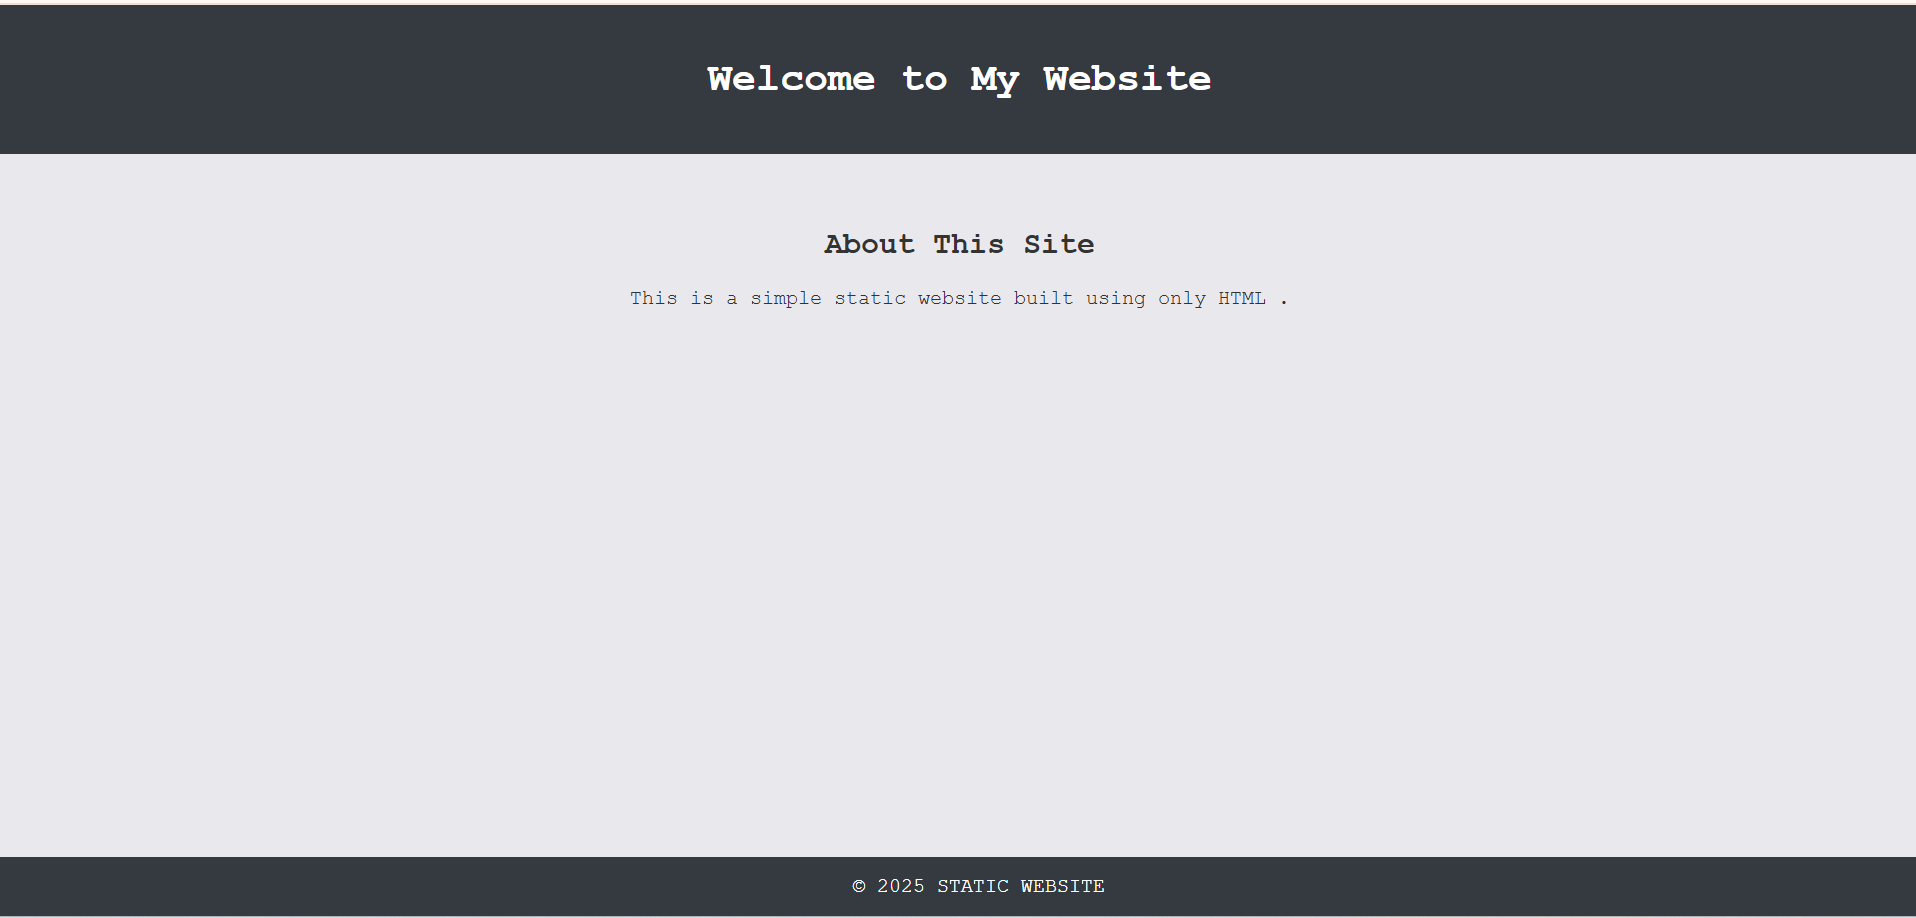 Welcome to My Website
About This Site
This is a simple static website built using only HTML .
© 2025 STATIC WEBSITE